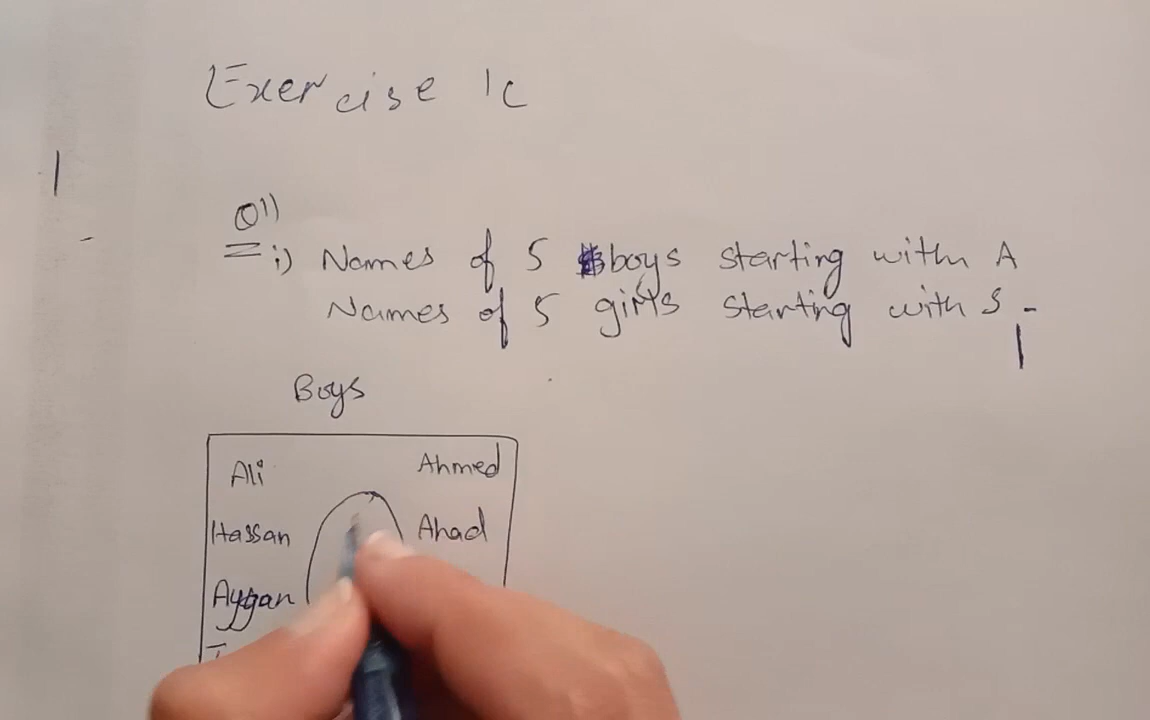 Exercise 1c
Q1)
i) Names of 5 boys starting with A
Names of 5 girls starting with S.
Boys
Ali Ahmed
Hassan Ahad